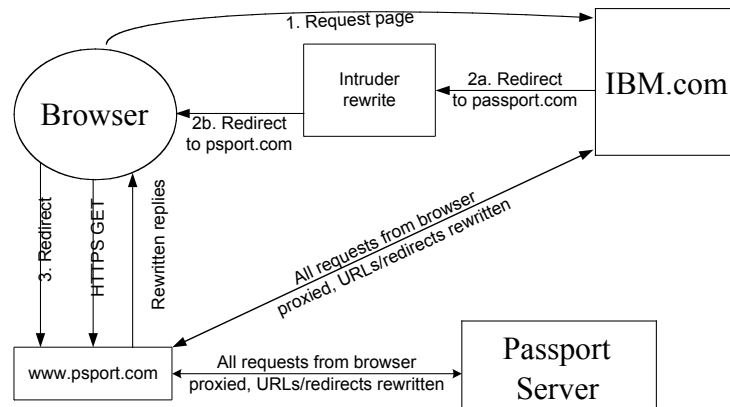 1. Request page
Browser
Intruder
rewrite
2a. Redirect
to passport.com
IBM.com
2b. Redirect
to psport.com
3. Redirect
HTTPS GET
Rewritten replies
All requests from browser
proxied, URLs/redirects rewritten
www.psport.com
All requests from browser
proxied, URLs/redirects rewritten
Passport
Server